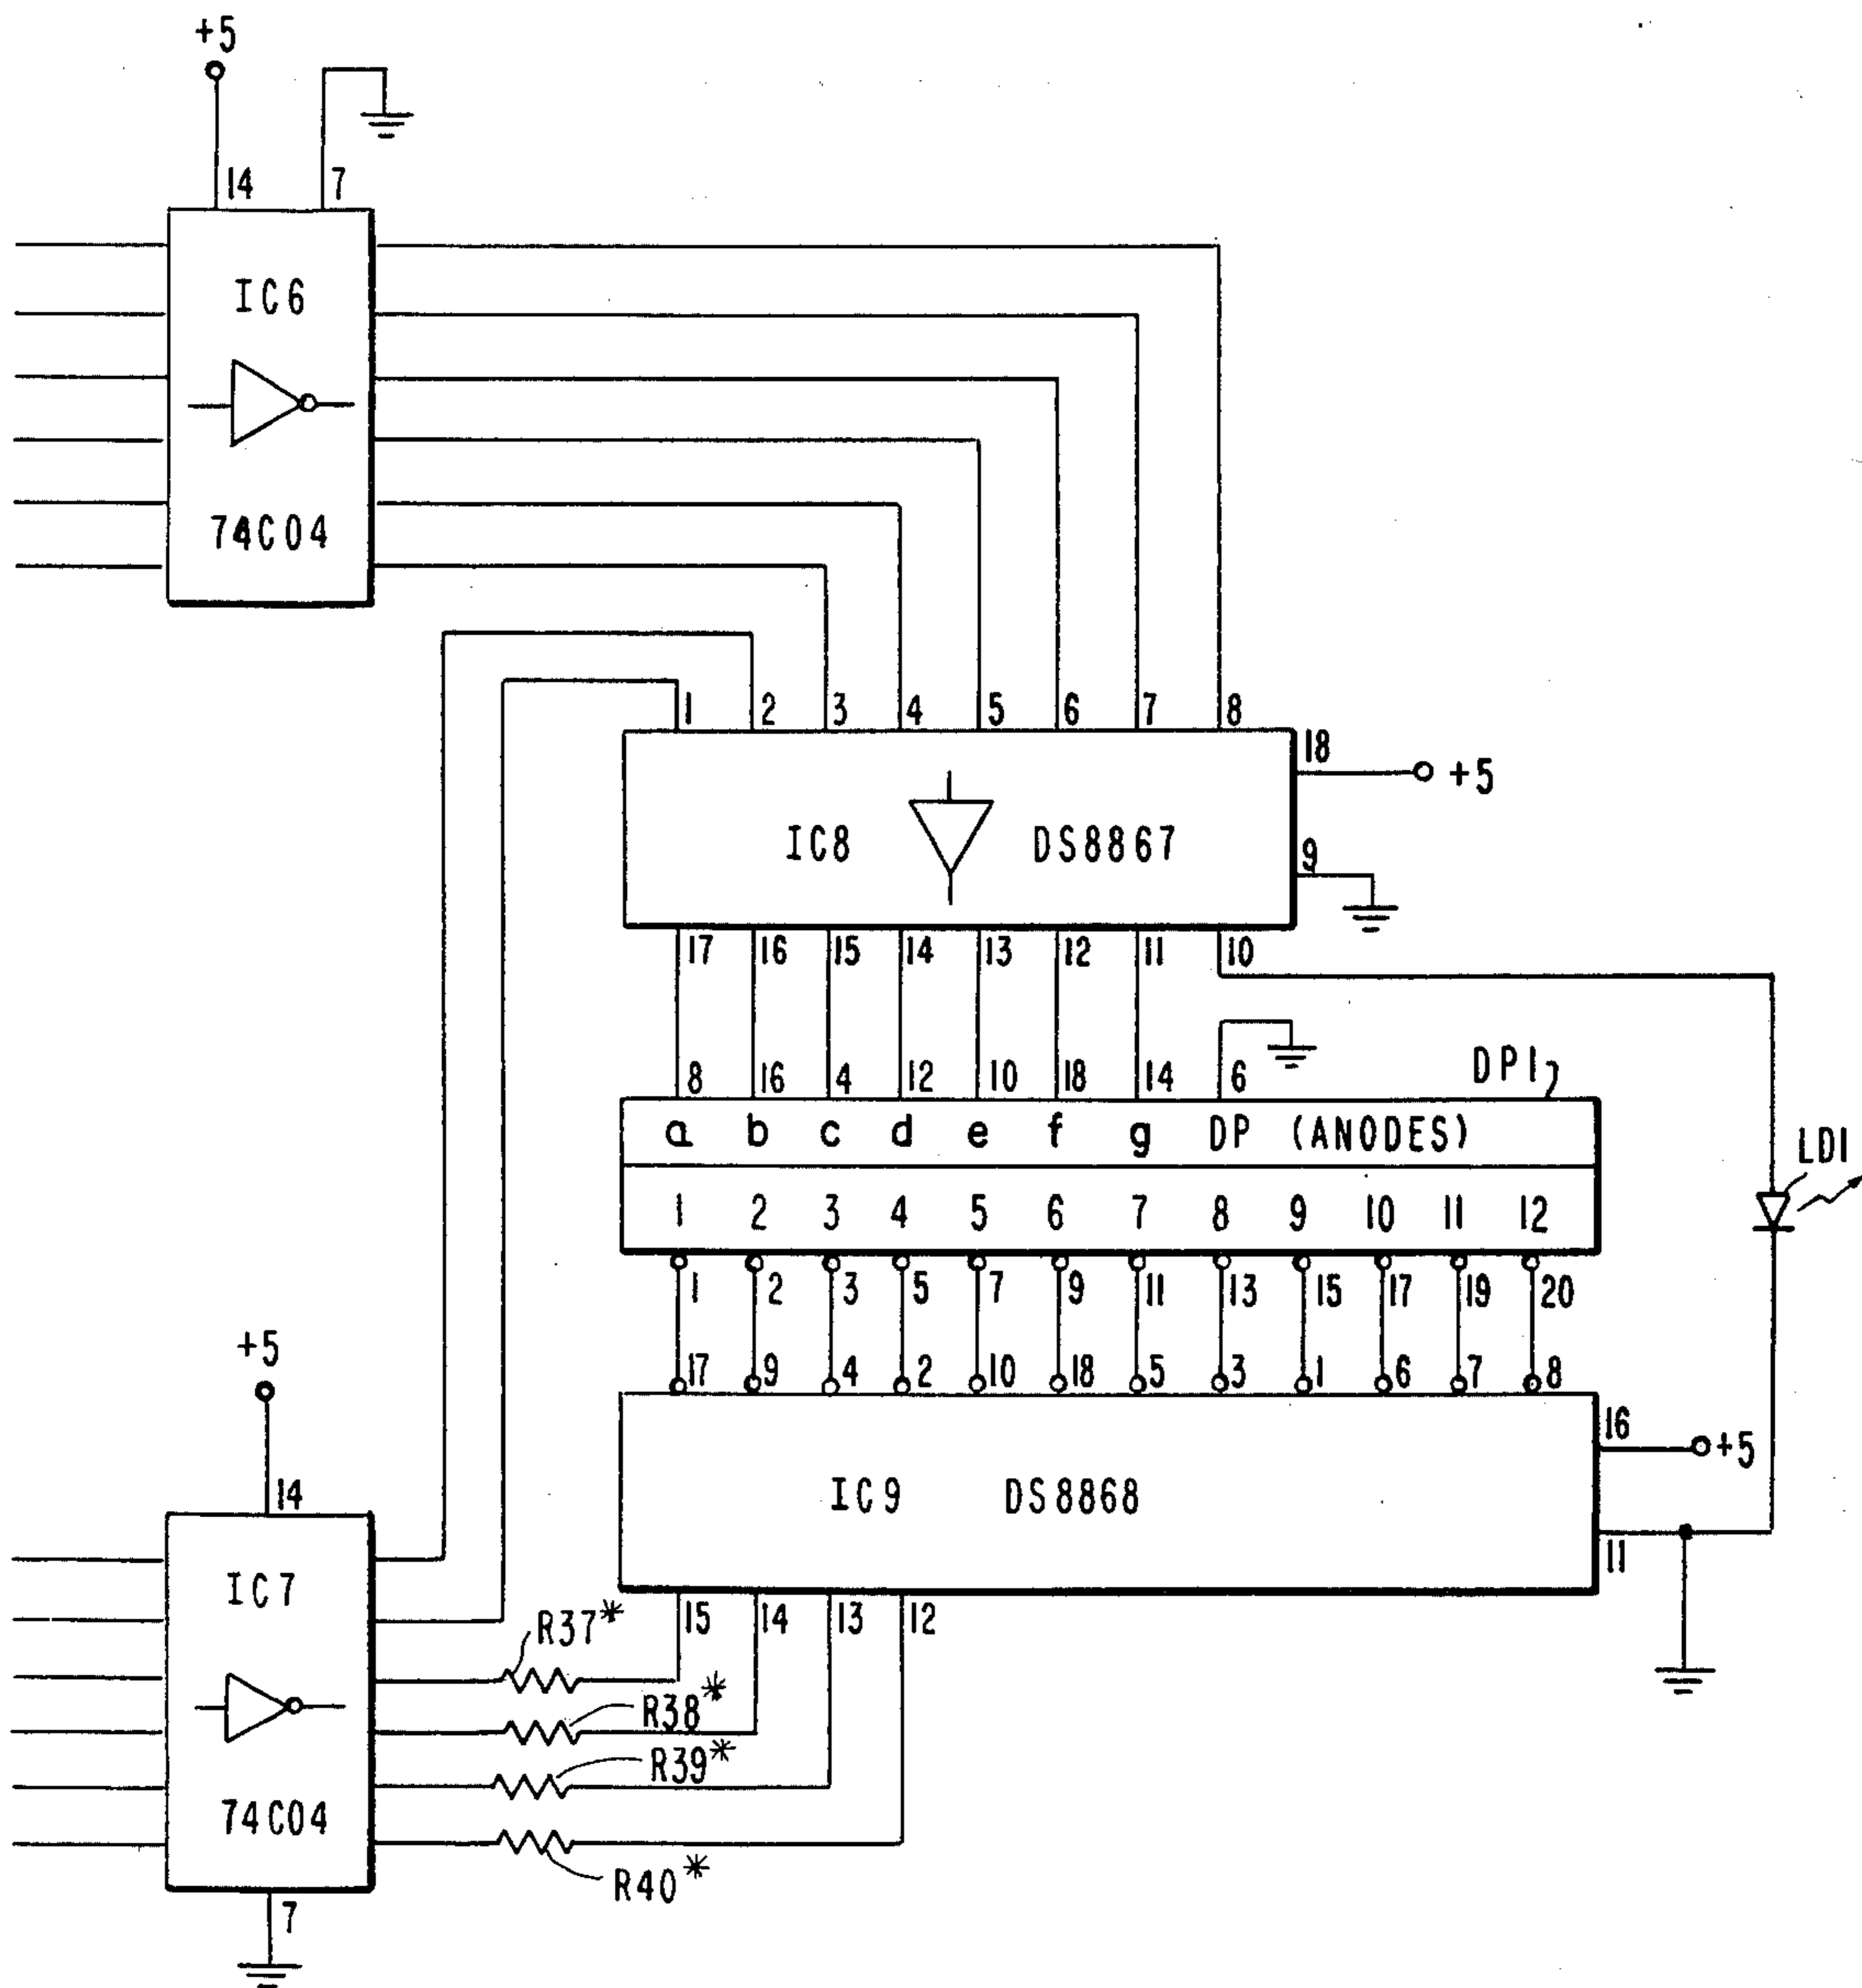 +5
14 7
IC6
74C04
1 2 3 4 5 6 7 8
18
+5
IC8 DS8867
9
17 16 15 14 13 12 11 10
8 16 4 12 10 18 14 6
DP1
a b c d e f g DP (ANODES)
LD1
1 2 3 4 5 6 7 8 9 10 11 12
1 2 3 5 7 9 11 13 15 17 19 20
17 9 4 2 10 18 5 3 1 6 7 8
+5
14
16
+5
IC9 DS8868
11
IC7
15 14 13 12
R37*
R38*
R39*
74C04
R40*
7